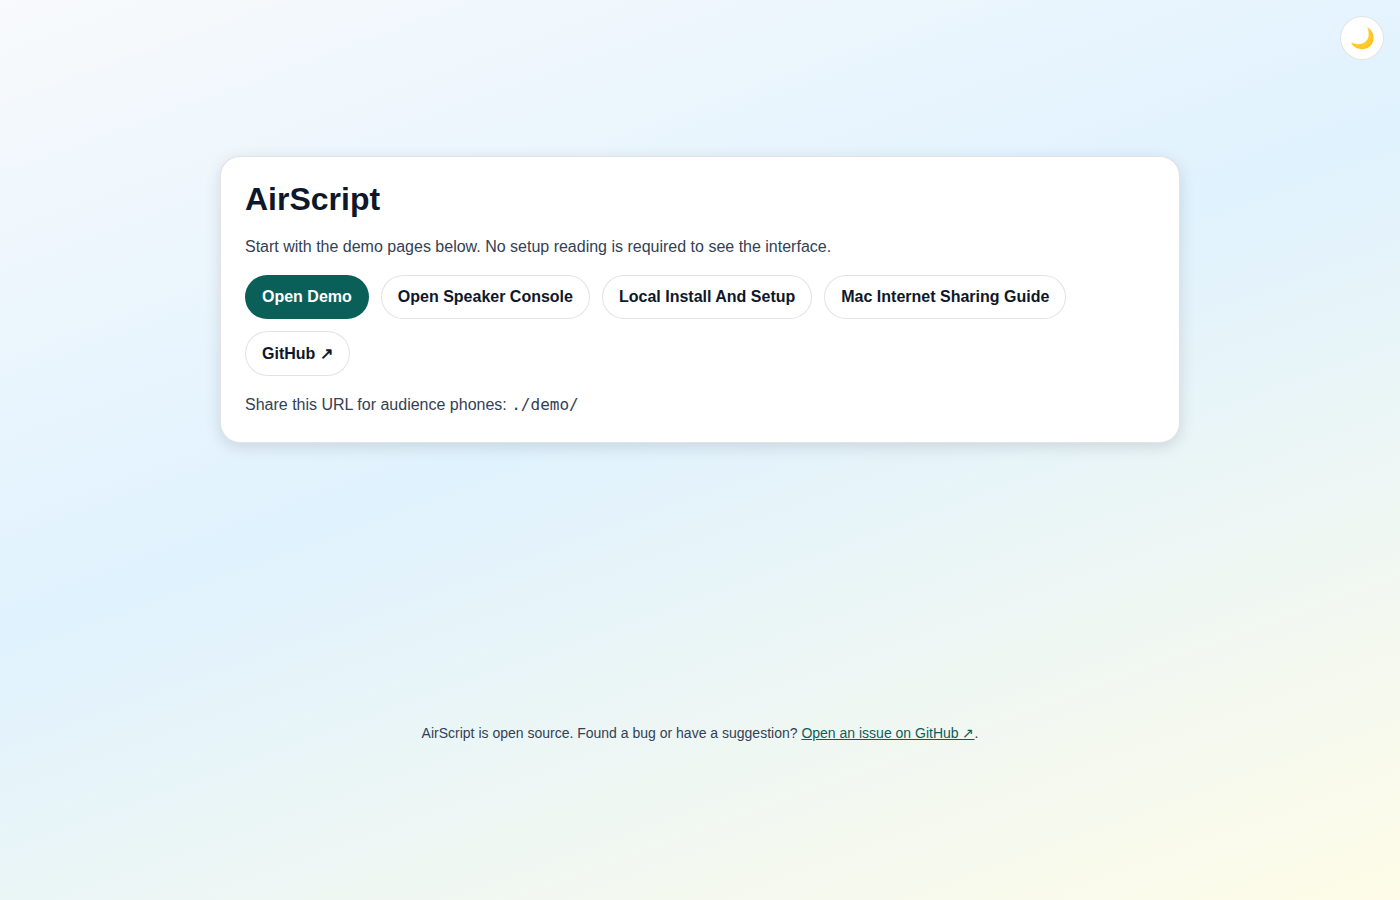 AirScript
Start with the demo pages below. No setup reading is required to see the interface.
Open Demo
Open Speaker Console
Local Install And Setup
Mac Internet Sharing Guide
GitHub ↗
Share this URL for audience phones: ./demo/
AirScript is open source. Found a bug or have a suggestion? Open an issue on GitHub ↗.